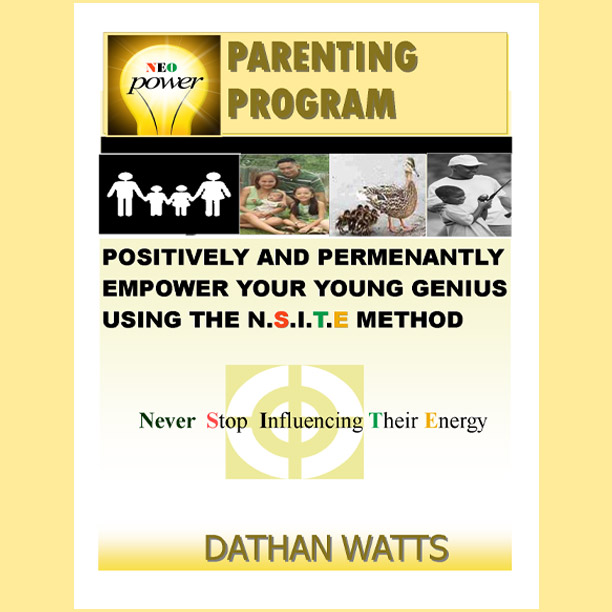 NEO
power
PARENTING
PROGRAM
POSITIVELY AND PERMENANTLY
EMPOWER YOUR YOUNG GENIUS
USING THE N.S.I.T.E METHOD
Never Stop Influencing Their Energy
DATHAN WATTS